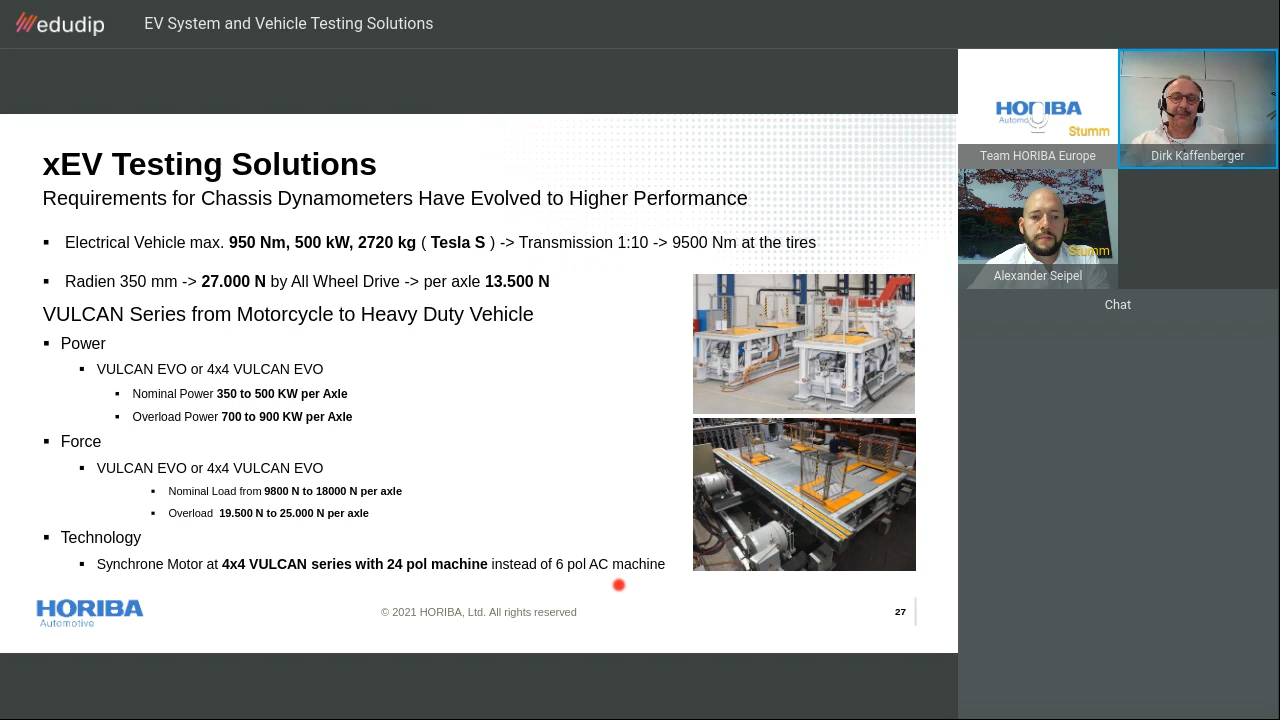 edudip
EV System and Vehicle Testing Solutions
xEV Testing Solutions
Requirements for Chassis Dynamometers Have Evolved to Higher Performance
▪ Electrical Vehicle max. 950 Nm, 500 kW, 2720 kg ( Tesla S ) -> Transmission 1:10 -> 9500 Nm at the tires
▪ Radien 350 mm -> 27.000 N by All Wheel Drive -> per axle 13.500 N
VULCAN Series from Motorcycle to Heavy Duty Vehicle
▪ Power
▪ VULCAN EVO or 4x4 VULCAN EVO
▪ Nominal Power 350 to 500 KW per Axle
▪ Overload Power 700 to 900 KW per Axle
▪ Force
▪ VULCAN EVO or 4x4 VULCAN EVO
▪ Nominal Load from 9800 N to 18000 N per axle
▪ Overload 19.500 N to 25.000 N per axle
▪ Technology
▪ Synchrone Motor at 4x4 VULCAN series with 24 pol machine instead of 6 pol AC machine
HORIBA
Automotive
© 2021 HORIBA, Ltd. All rights reserved
27
HORIBA
Stumm
Team HORIBA Europe
Dirk Kaffenberger
Stumm
Alexander Seipel
Chat